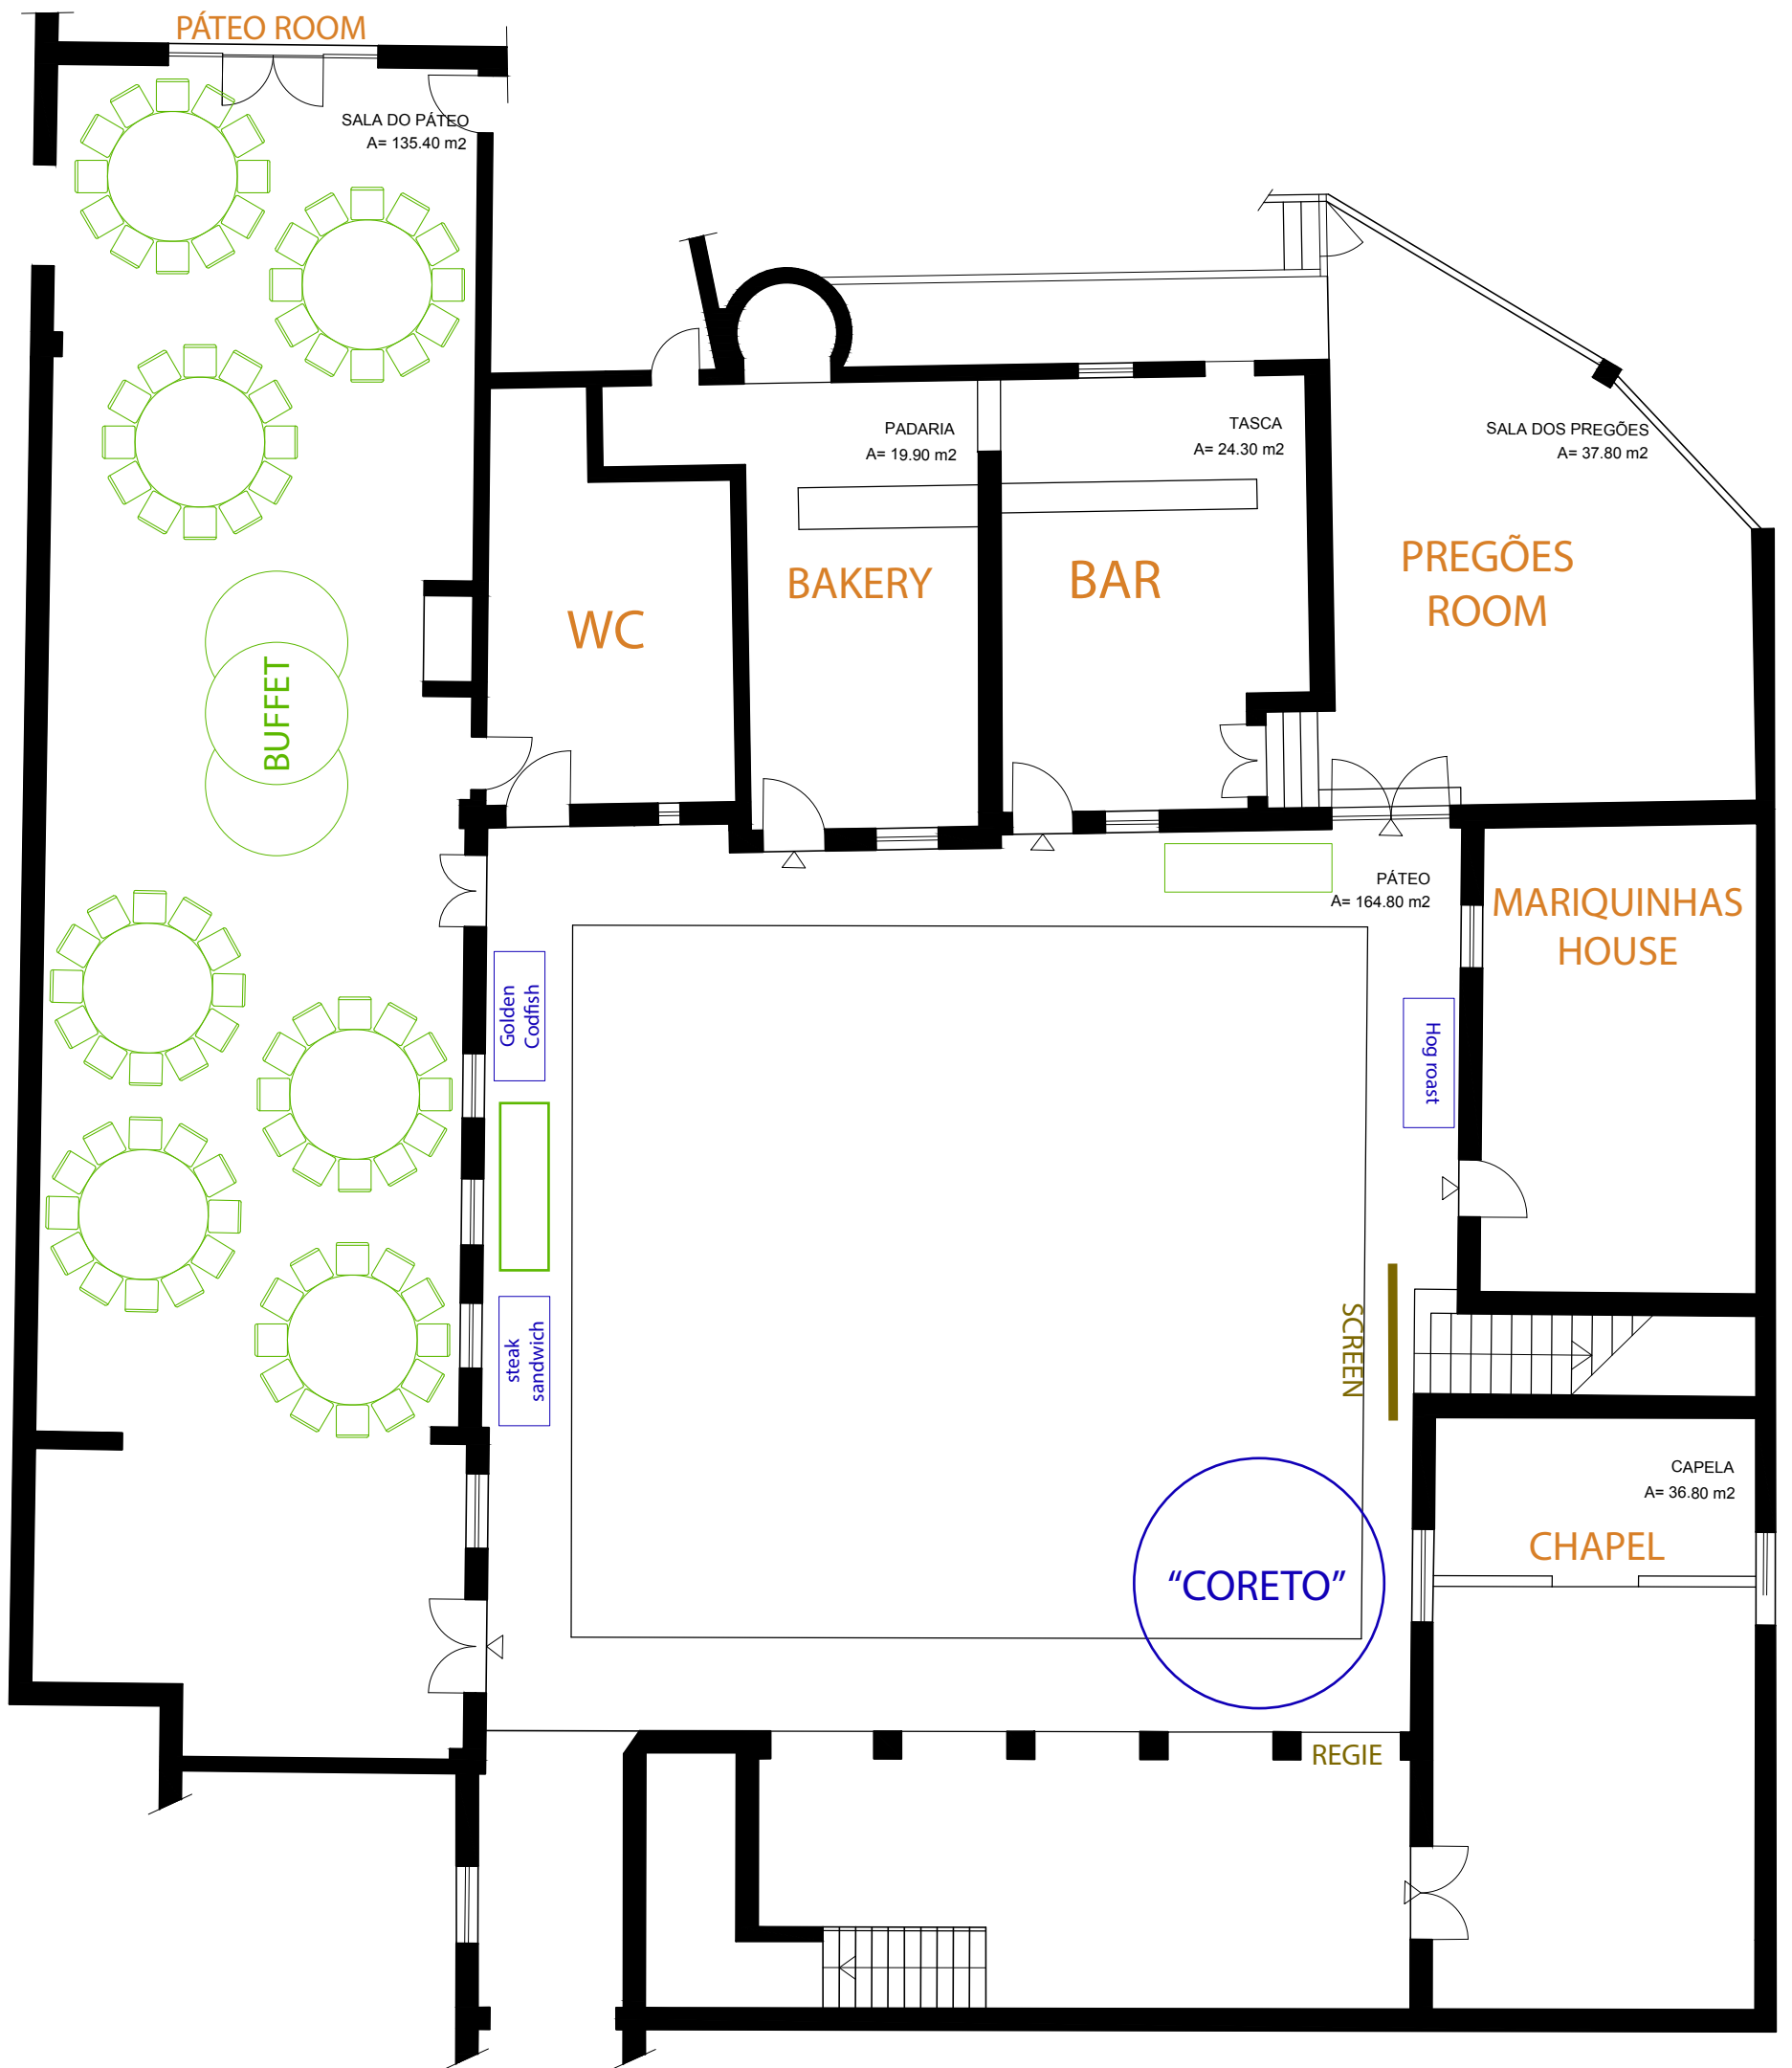 PÁTEO ROOM
SALA DO PÁTEO
A= 135.40 m2
PADARIA
A= 19.90 m2
TASCA
A= 24.30 m2
SALA DOS PREGÕES
A= 37.80 m2
PREGÕES
ROOM
BAKERY
BAR
WC
BUFFET
PÁTEO
A= 164.80 m2
MARIQUINHAS
HOUSE
Golden
Codfish
Hog roast
steak
sandwich
SCREEN
CAPELA
A= 36.80 m2
CHAPEL
“CORETO”
REGIE